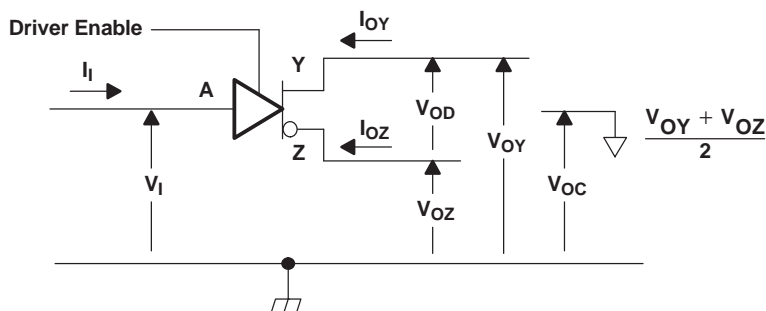 Driver Enable
I_I
A
Y
Z
I_OY
I_OZ
V_I
V_OD
V_OZ
V_OY
V_OC
V_OY + V_OZ
2